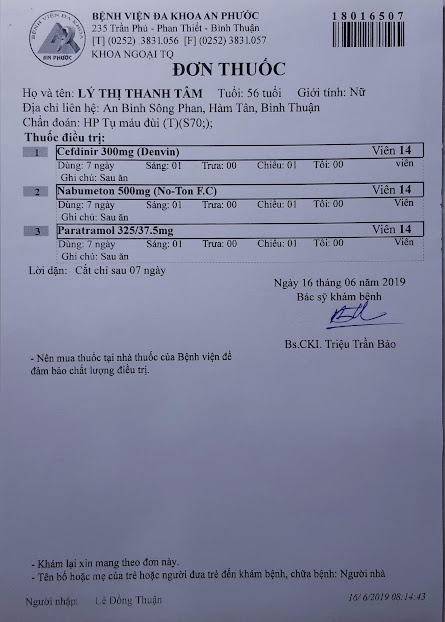 BỆNH VIỆN ĐA KHOA AN PHƯỚC
18016507
235 Trần Phú - Phan Thiết - Bình Thuận
[T] (0252) 3831.056 [F] (0252) 3831.057
KHOA NGOẠI TQ
BỆNH VIỆN ĐA KHOA
AN PHƯỚC
ĐƠN THUỐC
Họ và tên: LÝ THỊ THANH TÂM Tuổi: 56 tuổi Giới tính: Nữ
Địa chỉ liên hệ: An Bình Sông Phan, Hàm Tân, Bình Thuận
Chẩn đoán: HP Tụ máu đùi (T)(S70;);
Thuốc điều trị:
1 Cefdinir 300mg (Denvin) Viên 14
Dùng: 7 ngày Sáng: 01 Trưa: 00 Chiều: 01 Tối: 00 viên
Ghi chú: Sau ăn
2 Nabumeton 500mg (No-Ton F.C) Viên 14
Dùng: 7 ngày Sáng: 01 Trưa: 00 Chiều: 01 Tối: 00 Viên
Ghi chú: Sau ăn
3 Paratramol 325/37.5mg Viên 14
Dùng: 7 ngày Sáng: 01 Trưa: 00 Chiều: 01 Tối: 00 Viên
Ghi chú: Sau ăn
Lời dặn: Cắt chỉ sau 07 ngày
Ngày 16 tháng 06 năm 2019
Bác sỹ khám bệnh
Bs.CKI. Triệu Trần Bảo
- Nên mua thuốc tại nhà thuốc của Bệnh viện để
đảm bảo chất lượng điều trị.
- Khám lại xin mang theo đơn này.
- Tên bố hoặc mẹ của trẻ hoặc người đưa trẻ đến khám bệnh, chữa bệnh: Người nhà
Người nhập: Lê Đồng Thuận
16/ 6/2019 08:14:43